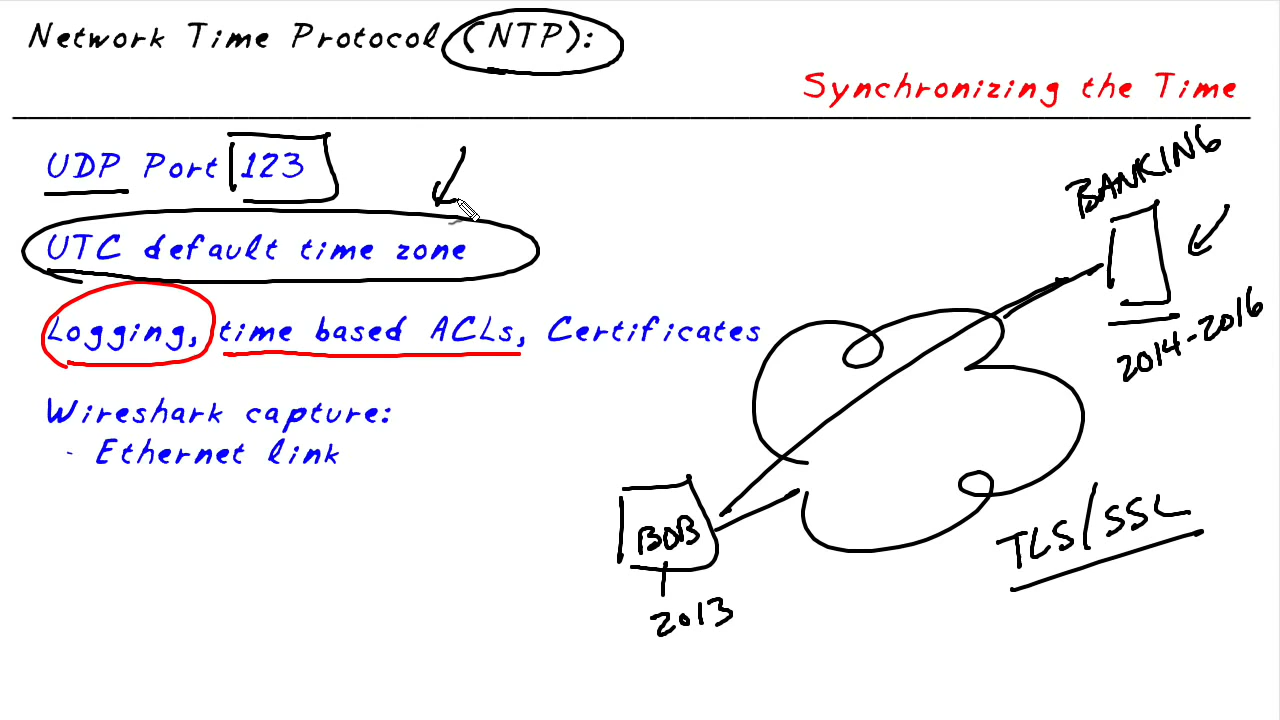 Network Time Protocol (NTP):
Synchronizing the Time
UDP Port 123
UTC default time zone
Logging, time based ACLs, Certificates
Wireshark capture:
- Ethernet link
BANKING
2014-2016
BOB
2013
TLS/SSL